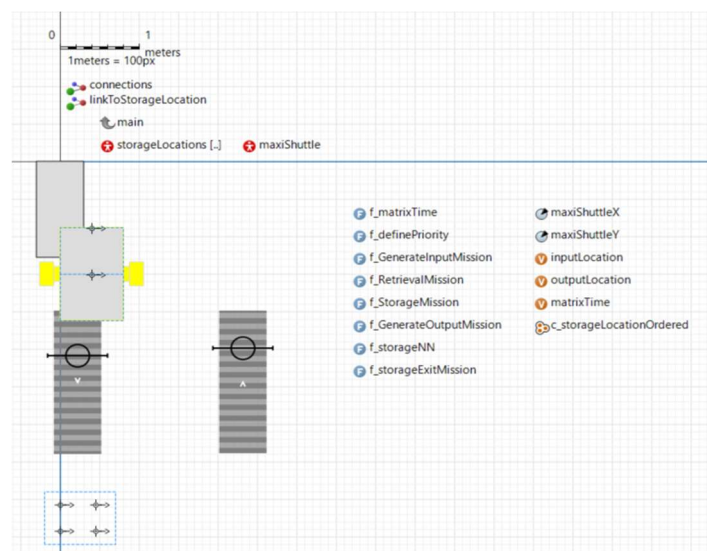 0 1
meters
1meters = 100px
connections
linkToStorageLocation
main
storageLocations [..] maxiShuttle
f_matrixTime maxiShuttleX
f_definePriority maxiShuttleY
f_GenerateInputMission inputLocation
f_RetrievalMission outputLocation
f_StorageMission matrixTime
f_GenerateOutputMission c_storageLocationOrdered
f_storageNN
f_storageExitMission